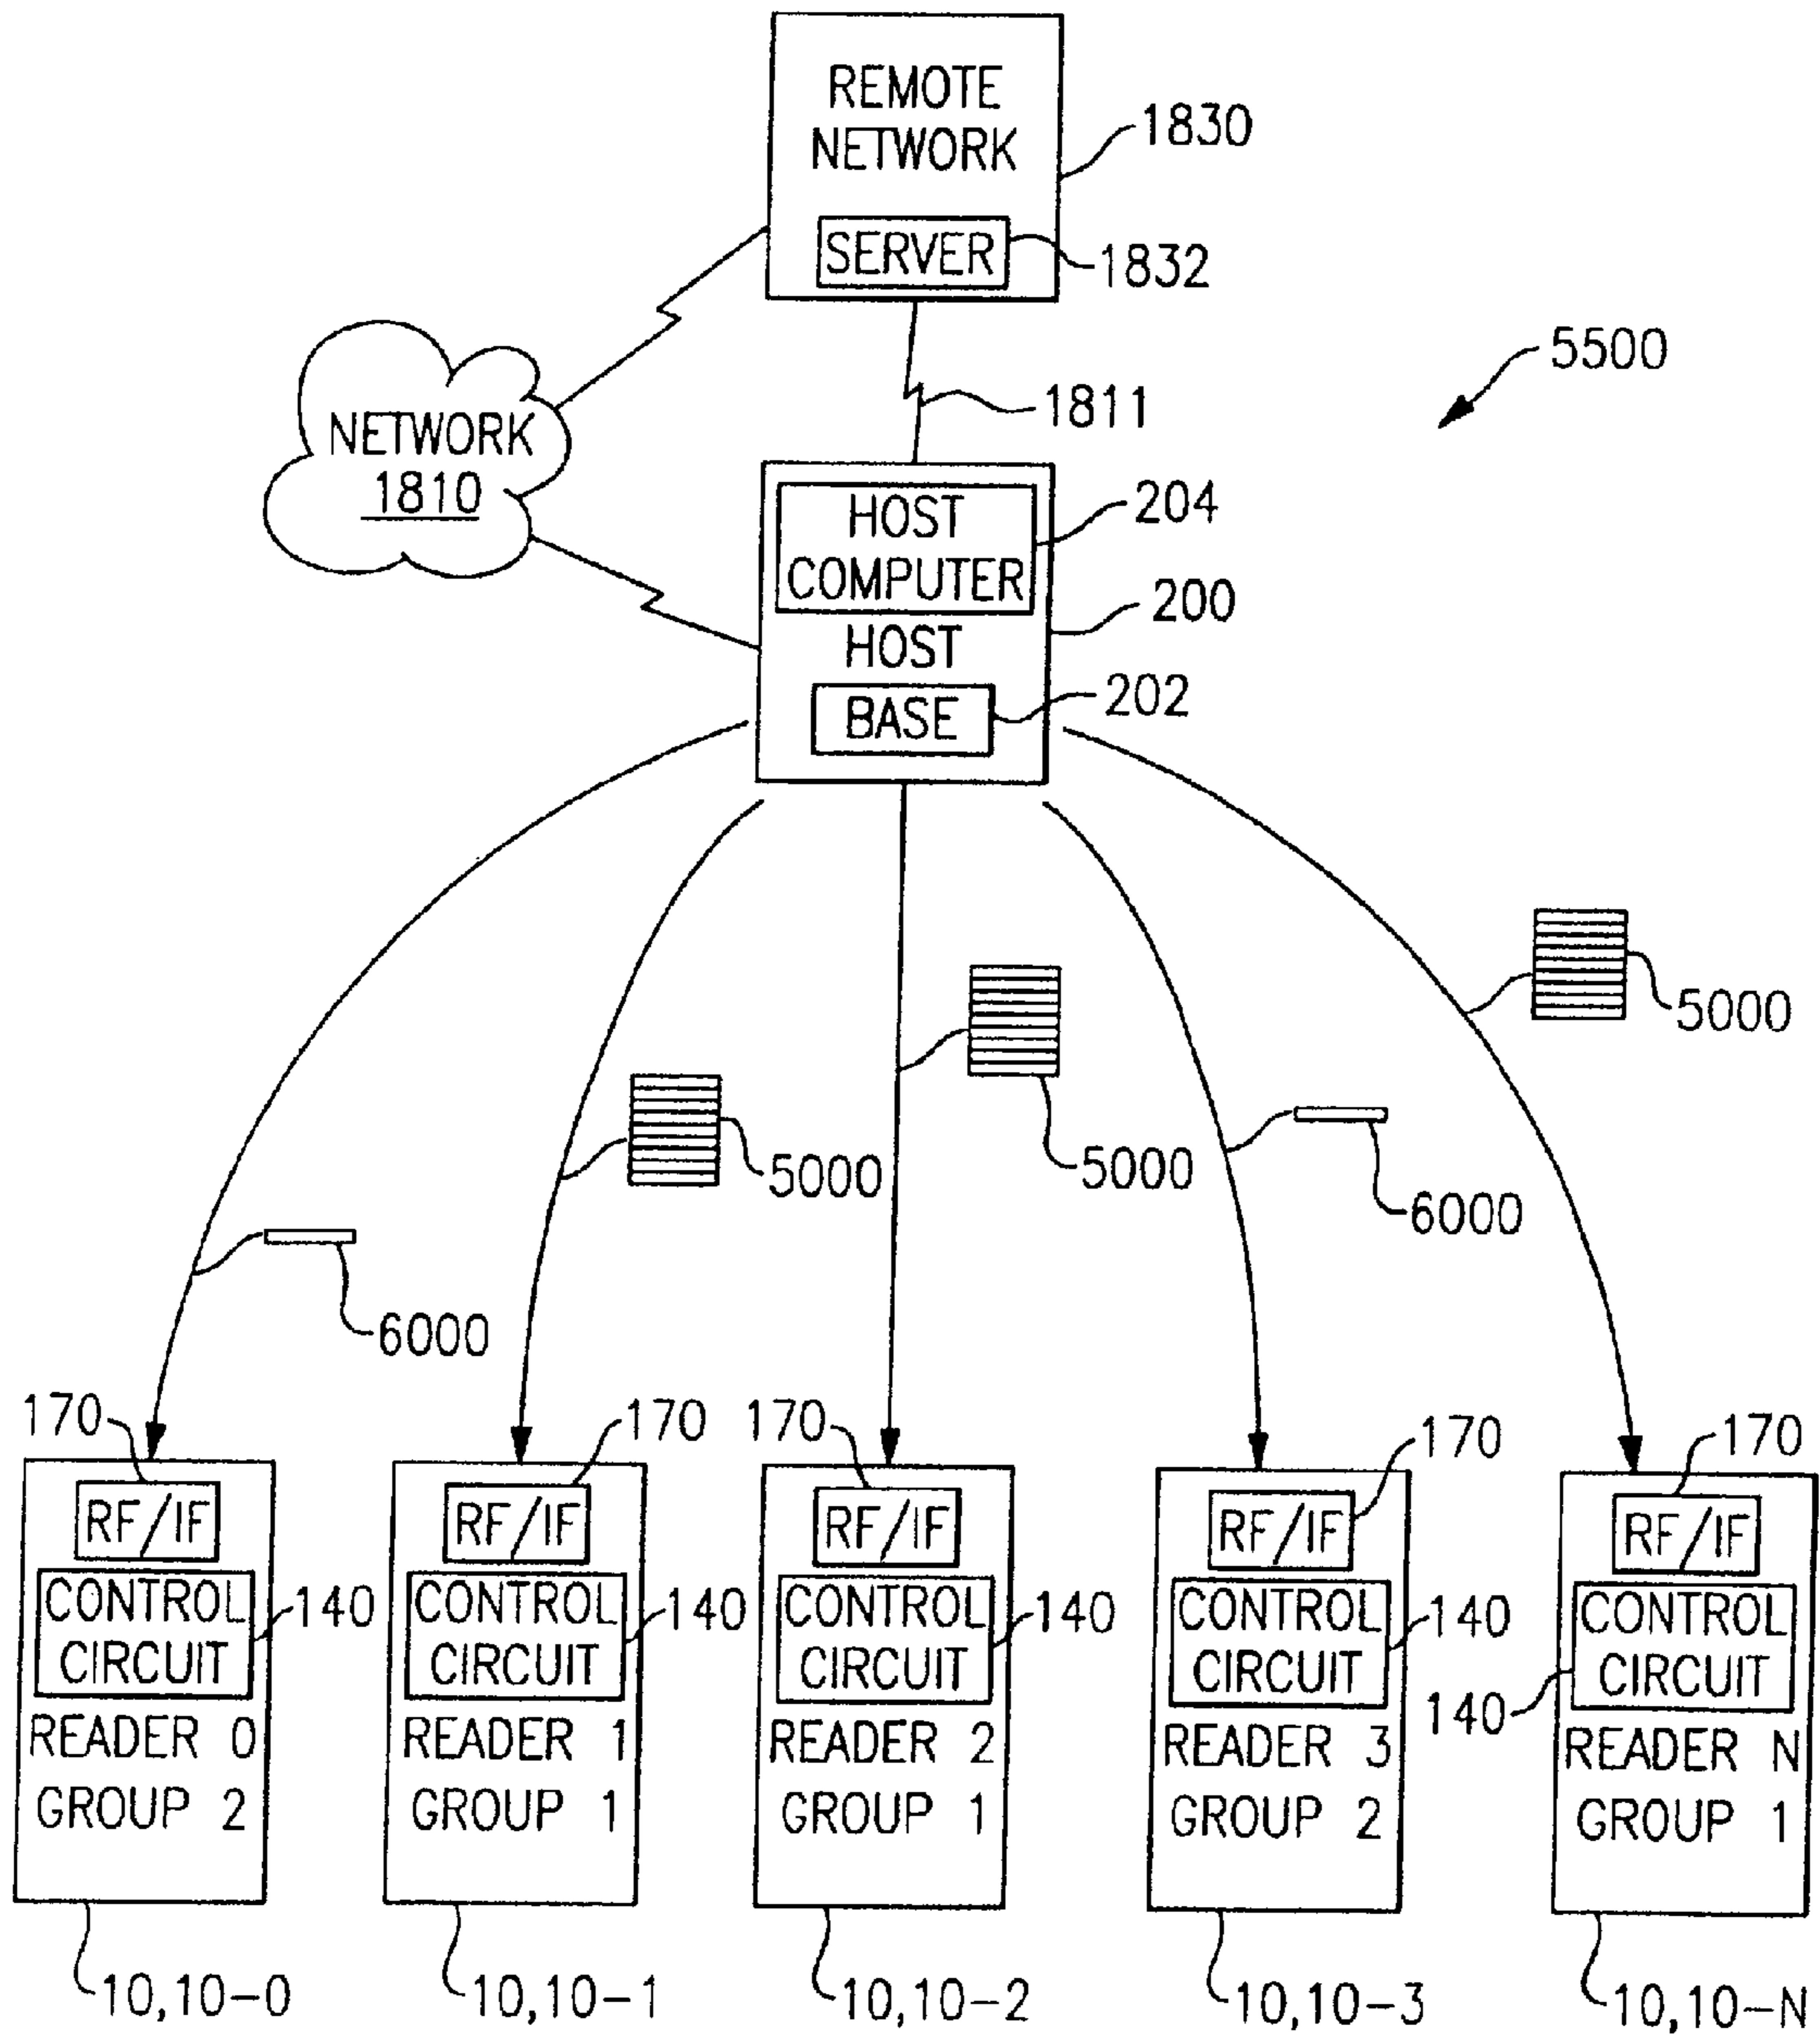 REMOTE
NETWORK
1830
SERVER
1832
5500
NETWORK
1810
1811
HOST
COMPUTER
204
200
HOST
BASE
202
5000
5000
5000
6000
6000
170
170
170
170
170
RF/IF
RF/IF
RF/IF
RF/IF
RF/IF
CONTROL
CIRCUIT
140
CONTROL
CIRCUIT
140
CONTROL
CIRCUIT
140
CONTROL
CIRCUIT
140
CONTROL
CIRCUIT
140
READER 0
GROUP 2
READER 1
GROUP 1
READER 2
GROUP 1
READER 3
GROUP 2
READER N
GROUP 1
10,10-0
10,10-1
10,10-2
10,10-3
10,10-N